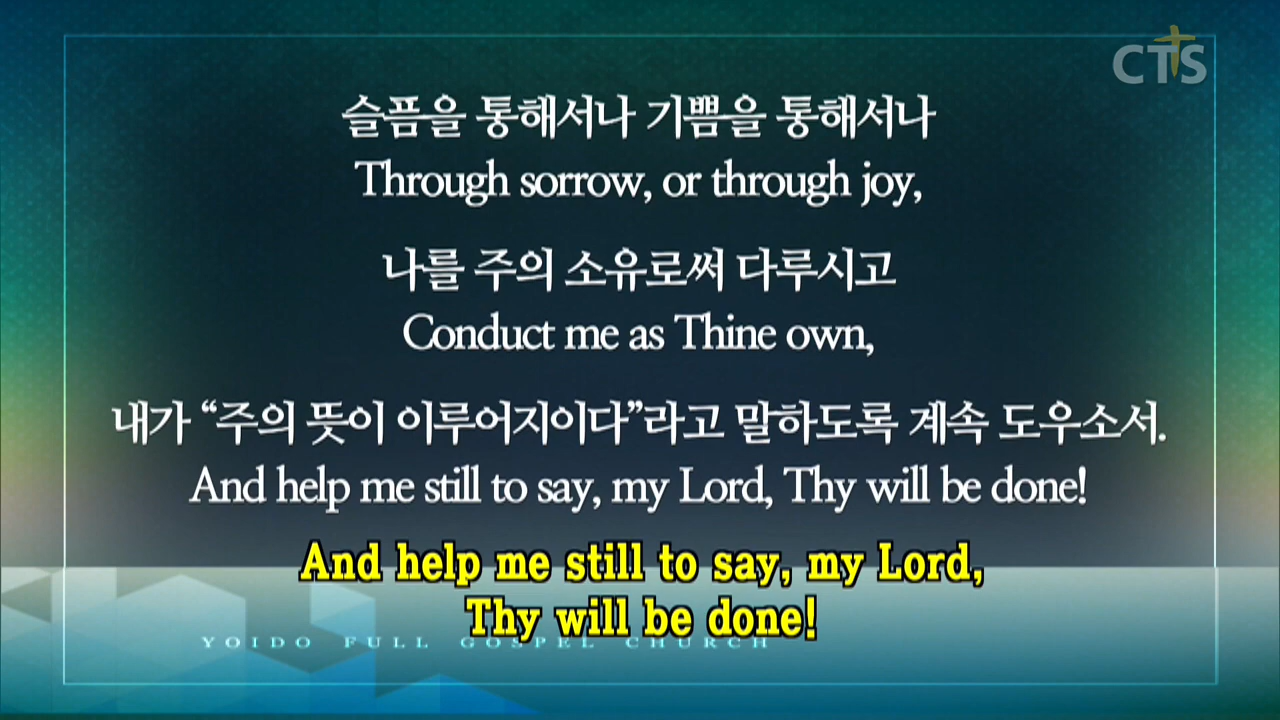 CTS
슬픔을 통해서나 기쁨을 통해서나
Through sorrow, or through joy,
나를 주의 소유로써 다루시고
Conduct me as Thine own,
내가 “주의 뜻이 이루어지이다”라고 말하도록 계속 도우소서.
And help me still to say, my Lord, Thy will be done!
And help me still to say, my Lord,
Thy will be done!
YOIDO FULL GOSPEL CHURCH